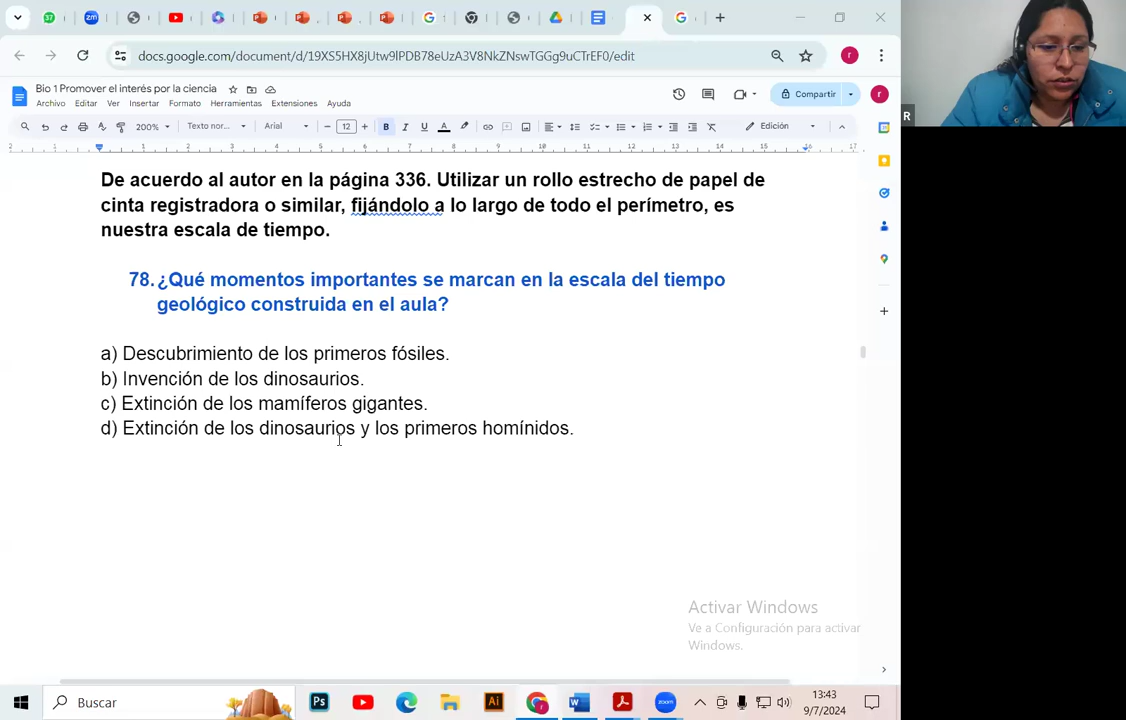 docs.google.com/document/d/19XS5HX8jUtw9lPDB78eUzA3V8NkZNswTGGg9uCTrEF0/edit
Bio 1 Promover el interés por la ciencia
Archivo Editar Ver Insertar Formato Herramientas Extensiones Ayuda
Compartir
200% Texto nor... Arial 12 Edición
De acuerdo al autor en la página 336. Utilizar un rollo estrecho de papel de
cinta registradora o similar, fijándolo a lo largo de todo el perímetro, es
nuestra escala de tiempo.
78. ¿Qué momentos importantes se marcan en la escala del tiempo
geológico construida en el aula?
a) Descubrimiento de los primeros fósiles.
b) Invención de los dinosaurios.
c) Extinción de los mamíferos gigantes.
d) Extinción de los dinosaurios y los primeros homínidos.
Activar Windows
Ve a Configuración para activar
Windows.
Buscar
13:43
9/7/2024
R